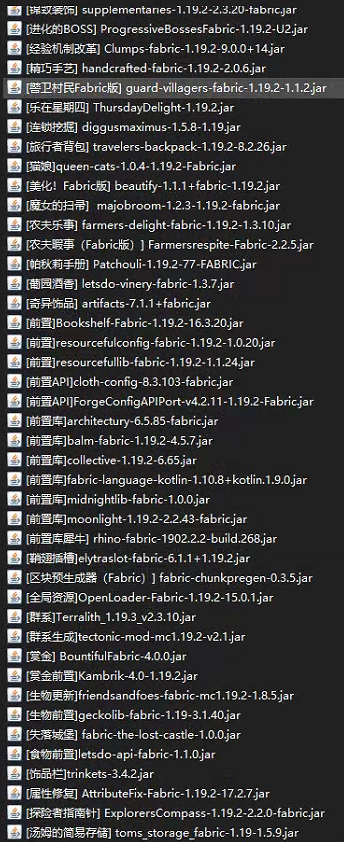 [锦致装饰] supplementaries-1.19.2-2.3.20-fabric.jar
[进化的BOSS] ProgressiveBossesFabric-1.19.2-U2.jar
[经验机制改革] Clumps-fabric-1.19.2-9.0.0+14.jar
[精巧手艺] handcrafted-fabric-1.19.2-2.0.6.jar
[警卫村民Fabric版] guard-villagers-fabric-1.19.2-1.1.2.jar
[乐在星期四] ThursdayDelight-1.19.2.jar
[连锁挖掘] diggusmaximus-1.5.8-1.19.jar
[旅行者背包] travelers-backpack-1.19.2-8.2.26.jar
[猫娘]queen-cats-1.0.4-1.19.2-Fabric.jar
[美化！Fabric版] beautify-1.1.1+fabric-1.19.2.jar
[魔女的扫帚] majobroom-1.2.3-1.19.2-fabric.jar
[农夫乐事] farmers-delight-fabric-1.19.2-1.3.10.jar
[农夫暇事（Fabric版）] Farmersrespite-Fabric-2.2.5.jar
[帕秋莉手册] Patchouli-1.19.2-77-FABRIC.jar
[葡园酒香] letsdo-vinery-fabric-1.3.7.jar
[奇异饰品] artifacts-7.1.1+fabric.jar
[前置]Bookshelf-Fabric-1.19.2-16.3.20.jar
[前置]resourcefulconfig-fabric-1.19.2-1.0.20.jar
[前置]resourcefullib-fabric-1.19.2-1.1.24.jar
[前置API]cloth-config-8.3.103-fabric.jar
[前置API]ForgeConfigAPIPort-v4.2.11-1.19.2-Fabric.jar
[前置库]architectury-6.5.85-fabric.jar
[前置库]balm-fabric-1.19.2-4.5.7.jar
[前置库]collective-1.19.2-6.65.jar
[前置库]fabric-language-kotlin-1.10.8+kotlin.1.9.0.jar
[前置库]midnightlib-fabric-1.0.0.jar
[前置库]moonlight-1.19.2-2.2.43-fabric.jar
[前置库犀牛] rhino-fabric-1902.2.2-build.268.jar
[鞘翅插槽]elytraslot-fabric-6.1.1+1.19.2.jar
[区块预生成器（Fabric）] fabric-chunkpregen-0.3.5.jar
[全局资源]OpenLoader-Fabric-1.19.2-15.0.1.jar
[群系]Terralith_1.19.3_v2.3.10.jar
[群系生成]tectonic-mod-mc1.19.2-v2.1.jar
[赏金] BountifulFabric-4.0.0.jar
[赏金前置]Kambrik-4.0-1.19.2.jar
[生物更新]friendsandfoes-fabric-mc1.19.2-1.8.5.jar
[生物前置]geckolib-fabric-1.19-3.1.40.jar
[失落城堡] fabric-the-lost-castle-1.0.0.jar
[食物前置]letsdo-api-fabric-1.1.0.jar
[饰品栏]trinkets-3.4.2.jar
[属性修复] AttributeFix-Fabric-1.19.2-17.2.7.jar
[探险者指南针] ExplorersCompass-1.19.2-2.2.0-fabric.jar
[汤姆的简易存储] toms_storage_fabric-1.19-1.5.9.jar